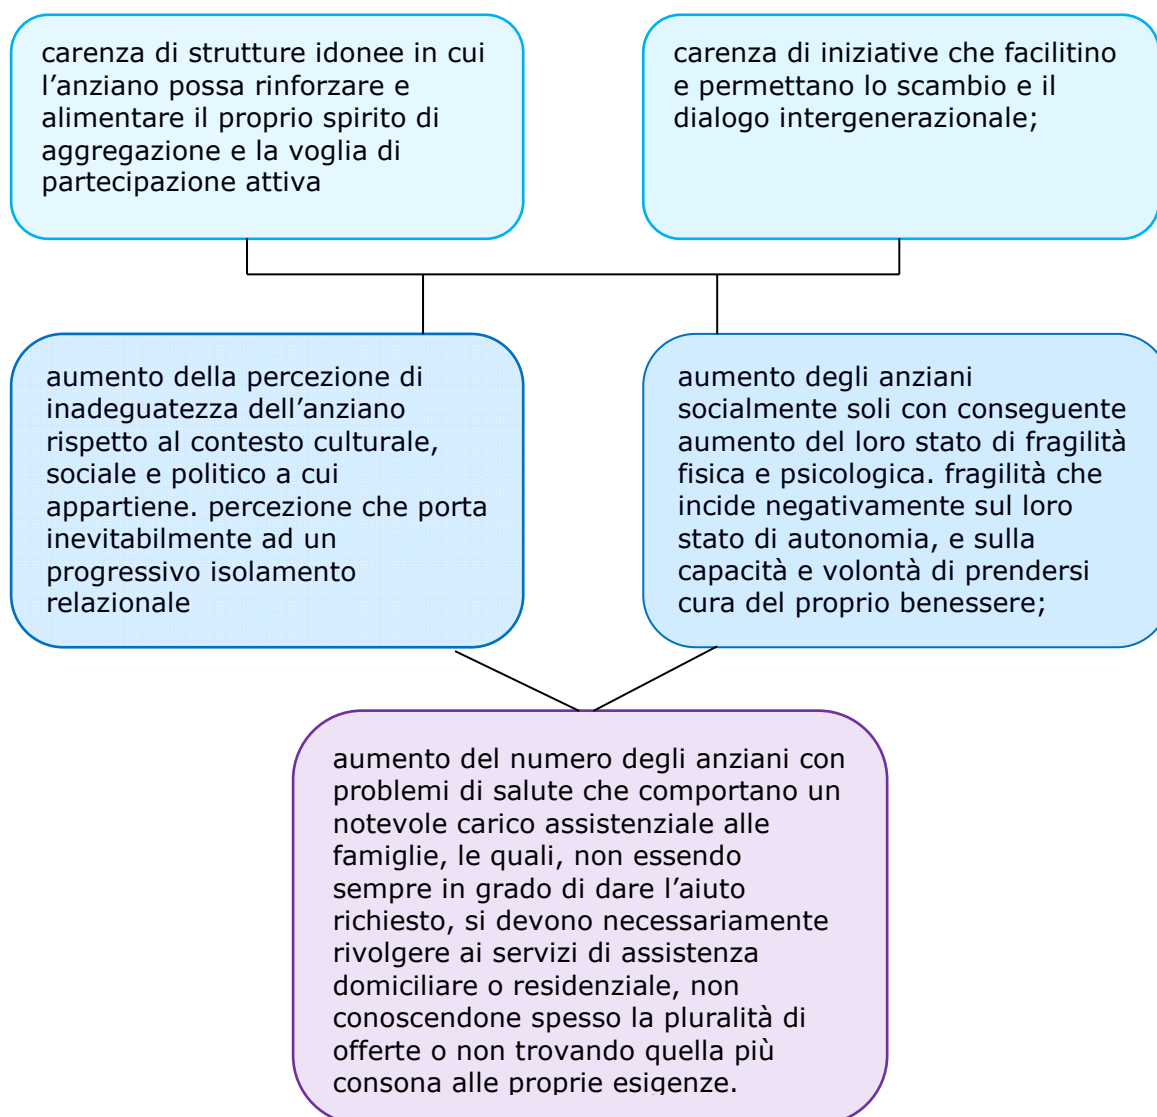 carenza di strutture idonee in cui
l’anziano possa rinforzare e
alimentare il proprio spirito di
aggregazione e la voglia di
partecipazione attiva
carenza di iniziative che facilitino
e permettano lo scambio e il
dialogo intergenerazionale;
aumento della percezione di
inadeguatezza dell’anziano
rispetto al contesto culturale,
sociale e politico a cui
appartiene. percezione che porta
inevitabilmente ad un
progressivo isolamento
relazionale
aumento degli anziani
socialmente soli con conseguente
aumento del loro stato di fragilità
fisica e psicologica. fragilità che
incide negativamente sul loro
stato di autonomia, e sulla
capacità e volontà di prendersi
cura del proprio benessere;
aumento del numero degli anziani con
problemi di salute che comportano un
notevole carico assistenziale alle
famiglie, le quali, non essendo
sempre in grado di dare l’aiuto
richiesto, si devono necessariamente
rivolgere ai servizi di assistenza
domiciliare o residenziale, non
conoscendone spesso la pluralità di
offerte o non trovando quella più
consona alle proprie esigenze.